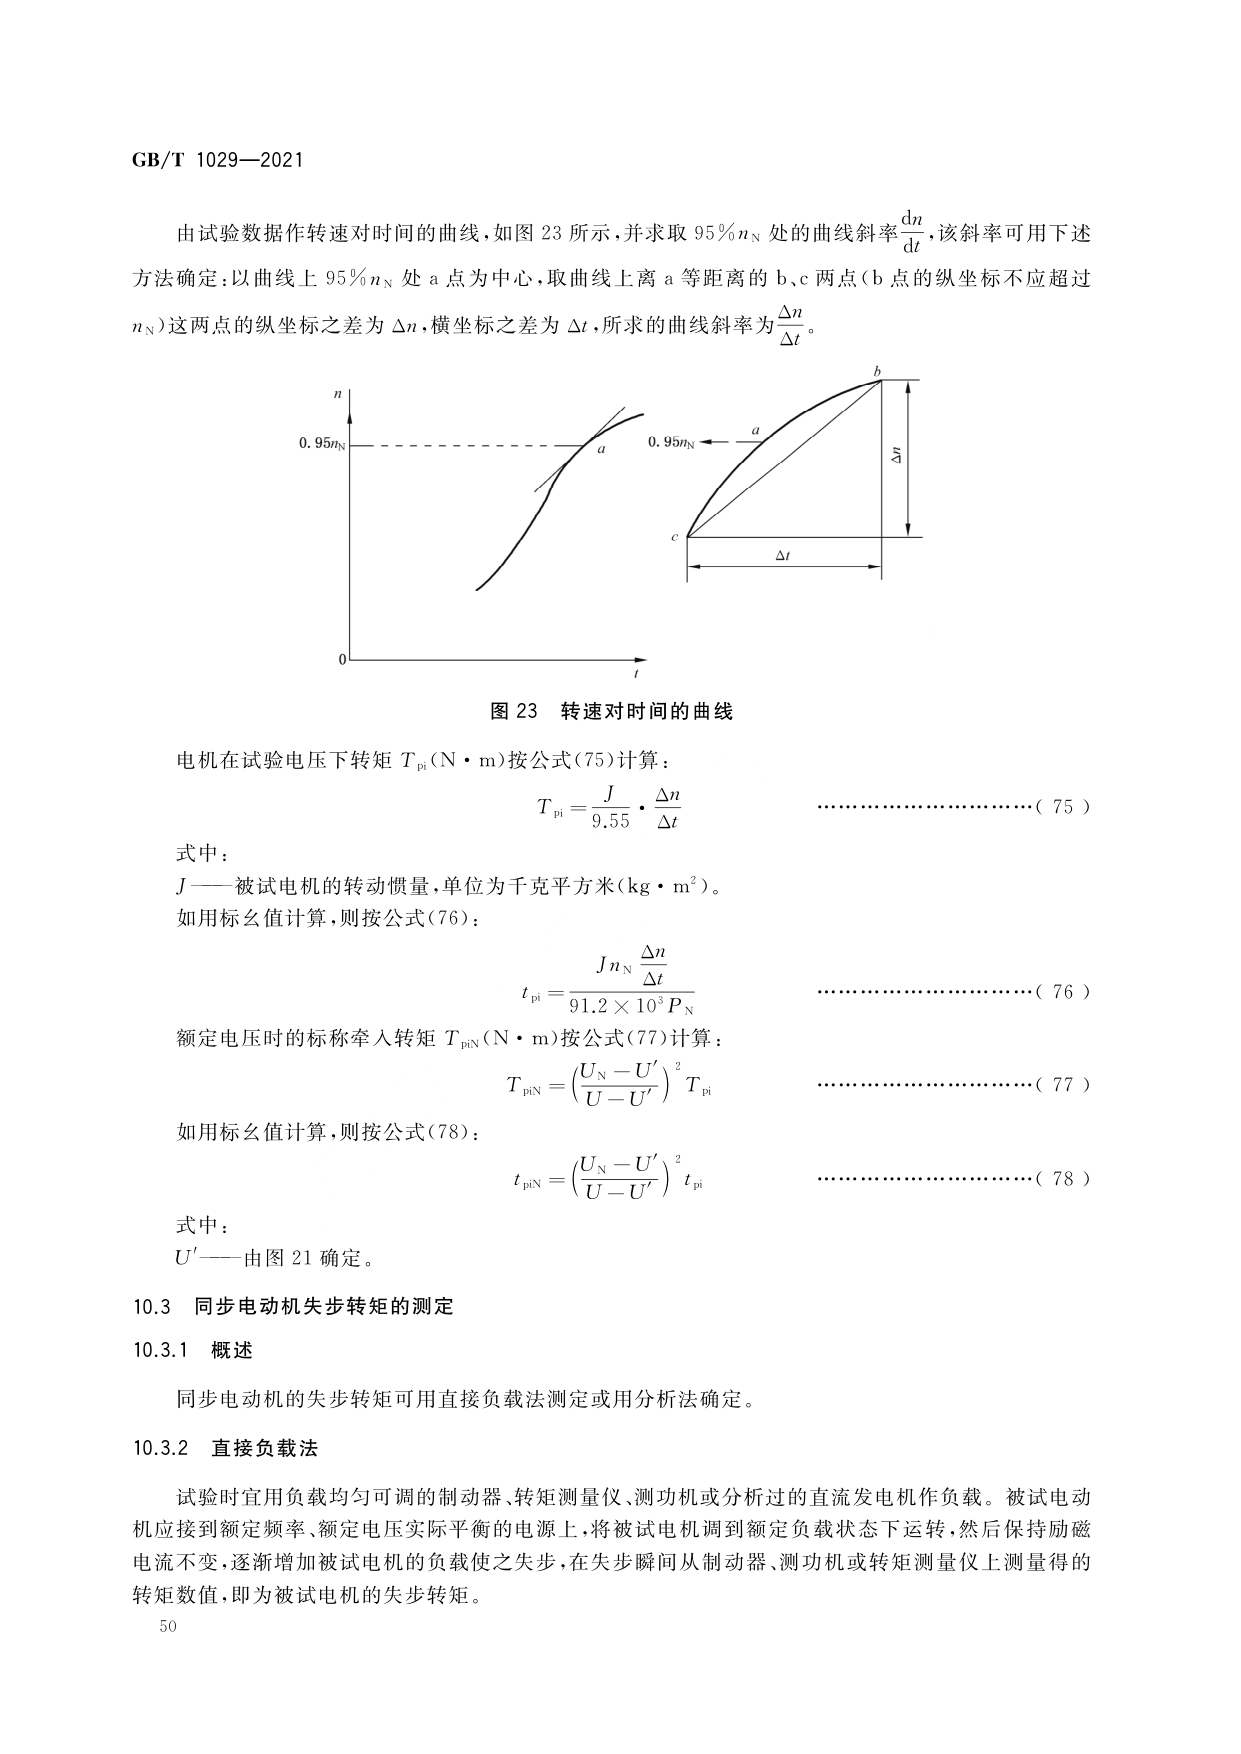 GB/T 1029—2021
由试验数据作转速对时间的曲线,如图 23 所示,并求取 95%nN 处的曲线斜率dn/dt,该斜率可用下述
方法确定:以曲线上 95%nN 处 a 点为中心,取曲线上离 a 等距离的 b、c 两点(b 点的纵坐标不应超过
nN)这两点的纵坐标之差为 Δn,横坐标之差为 Δt,所求的曲线斜率为Δn/Δt。
n
0.95nN
a
0
t
b
0.95nN
a
Δn
c
Δt
图 23 转速对时间的曲线
电机在试验电压下转矩 Tpi(N·m)按公式(75)计算:
Tpi = J/9.55 · Δn/Δt …………………………( 75 )
式中:
J——被试电机的转动惯量,单位为千克平方米(kg·m²)。
如用标幺值计算,则按公式(76):
tpi = (JnN Δn/Δt)/(91.2×10³PN) …………………………( 76 )
额定电压时的标称牵入转矩 TpiN(N·m)按公式(77)计算:
TpiN = ((UN−U′)/(U−U′))² Tpi …………………………( 77 )
如用标幺值计算,则按公式(78):
tpiN = ((UN−U′)/(U−U′))² tpi …………………………( 78 )
式中:
U′——由图 21 确定。
10.3 同步电动机失步转矩的测定
10.3.1 概述
同步电动机的失步转矩可用直接负载法测定或用分析法确定。
10.3.2 直接负载法
试验时宜用负载均匀可调的制动器、转矩测量仪、测功机或分析过的直流发电机作负载。被试电动
机应接到额定频率、额定电压实际平衡的电源上,将被试电机调到额定负载状态下运转,然后保持励磁
电流不变,逐渐增加被试电机的负载使之失步,在失步瞬间从制动器、测功机或转矩测量仪上测量得的
转矩数值,即为被试电机的失步转矩。
50